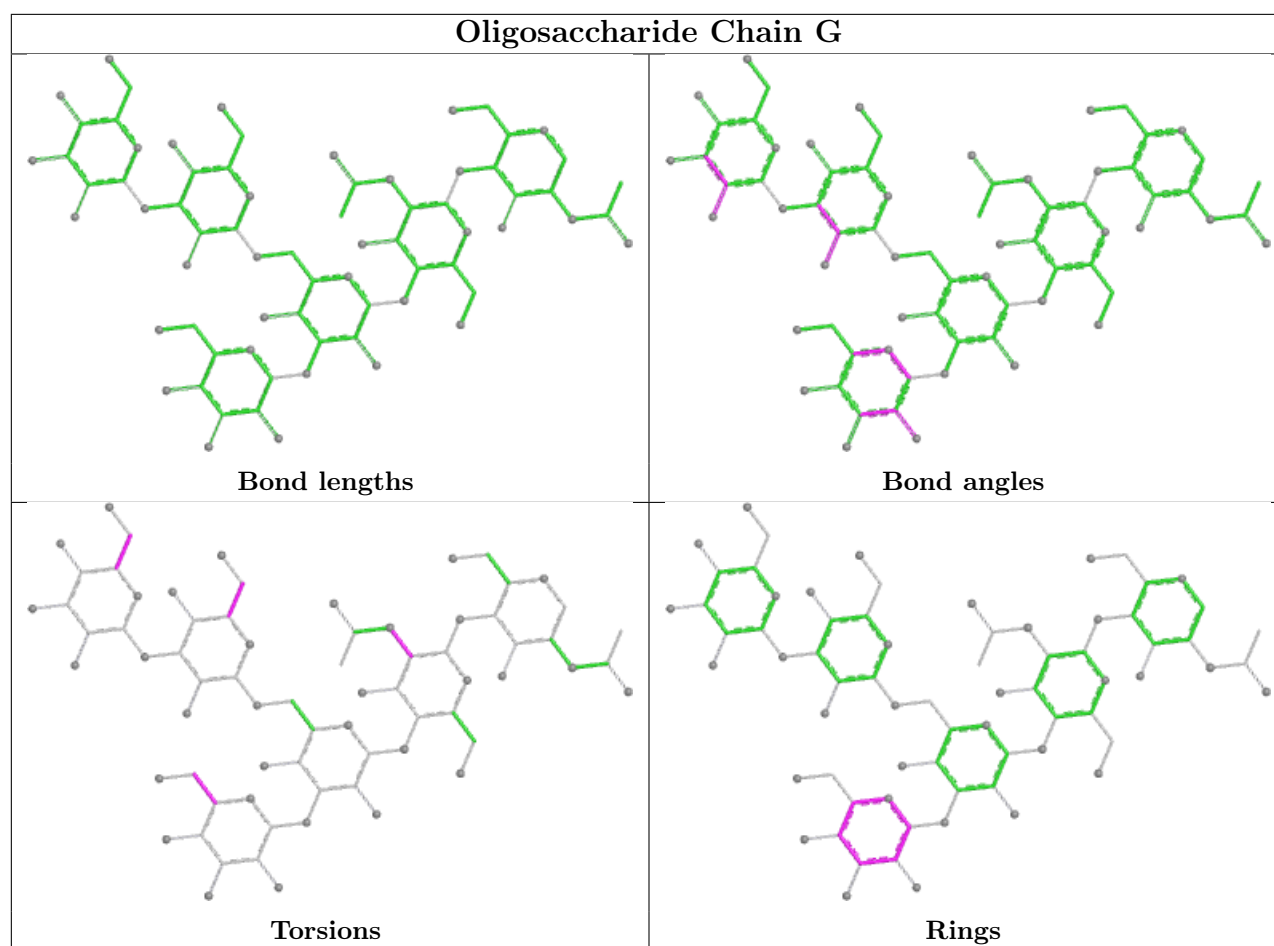 Oligosaccharide Chain G
Bond lengths
Bond angles
Torsions
Rings